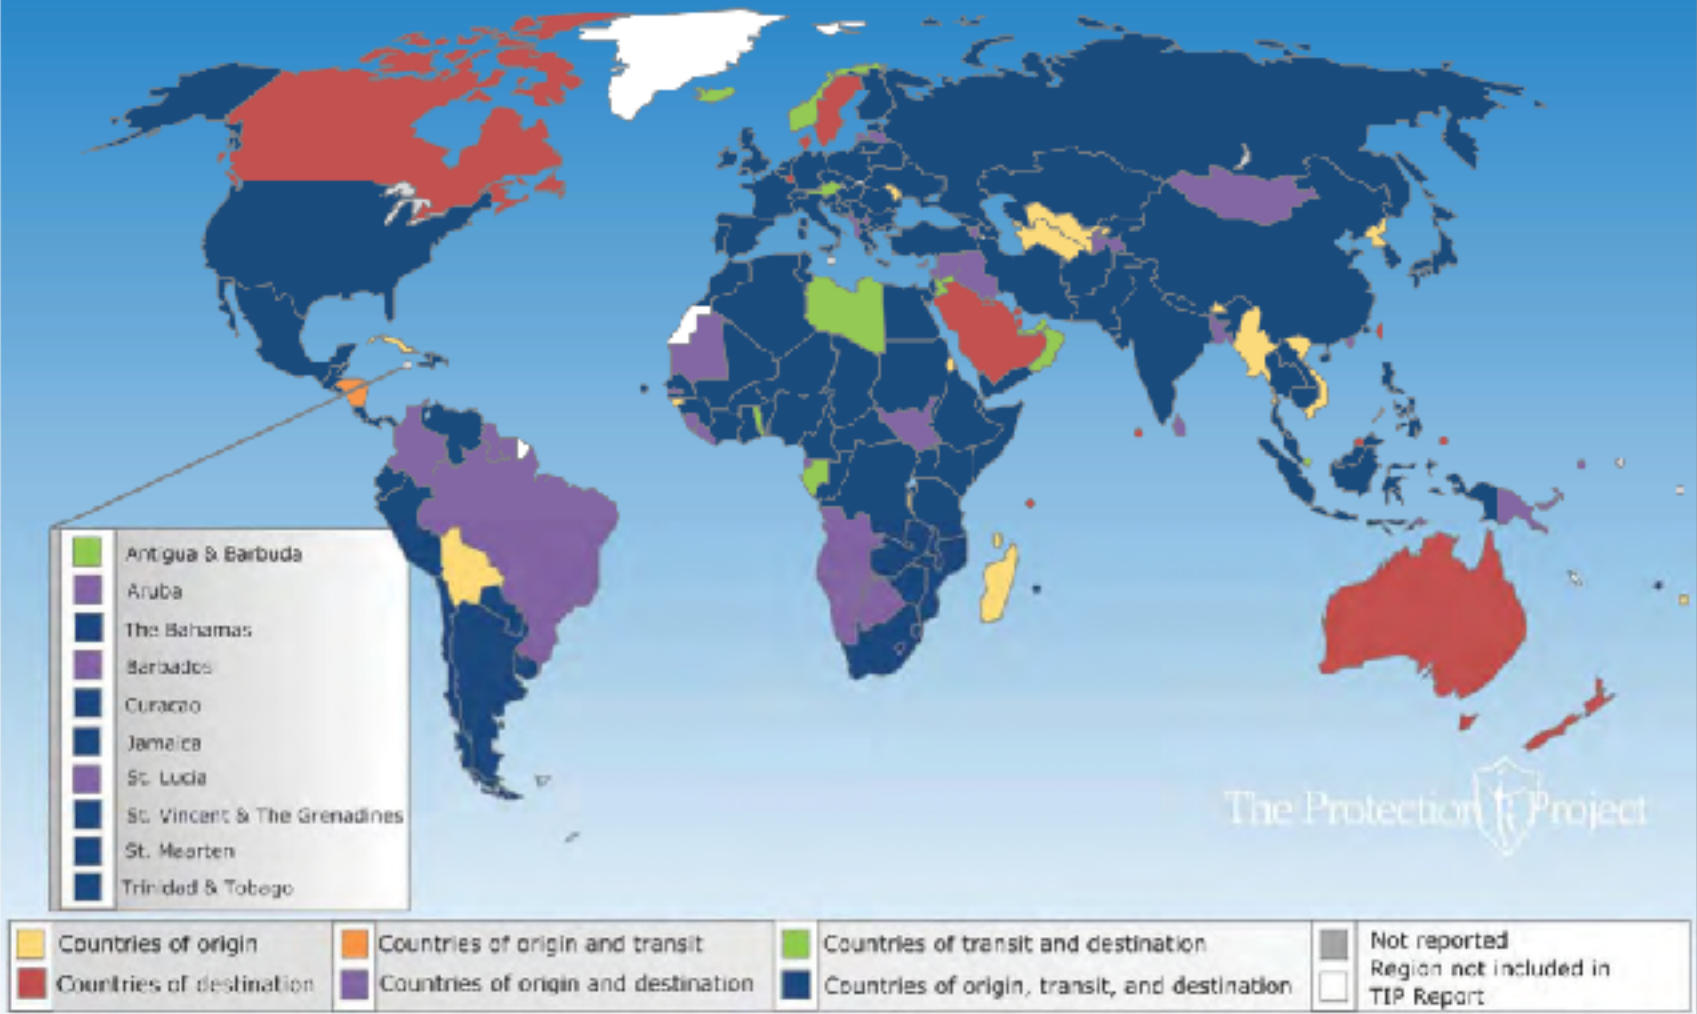 Antigua & Barbuda
Aruba
The Bahamas
Barbados
Curacao
Jamaica
St. Lucia
St. Vincent & The Grenadines
St. Maarten
Trinidad & Tobago
The Protection Project
Countries of origin
Countries of destination
Countries of origin and transit
Countries of origin and destination
Countries of transit and destination
Countries of origin, transit, and destination
Not reported
Region not included in
TIP Report